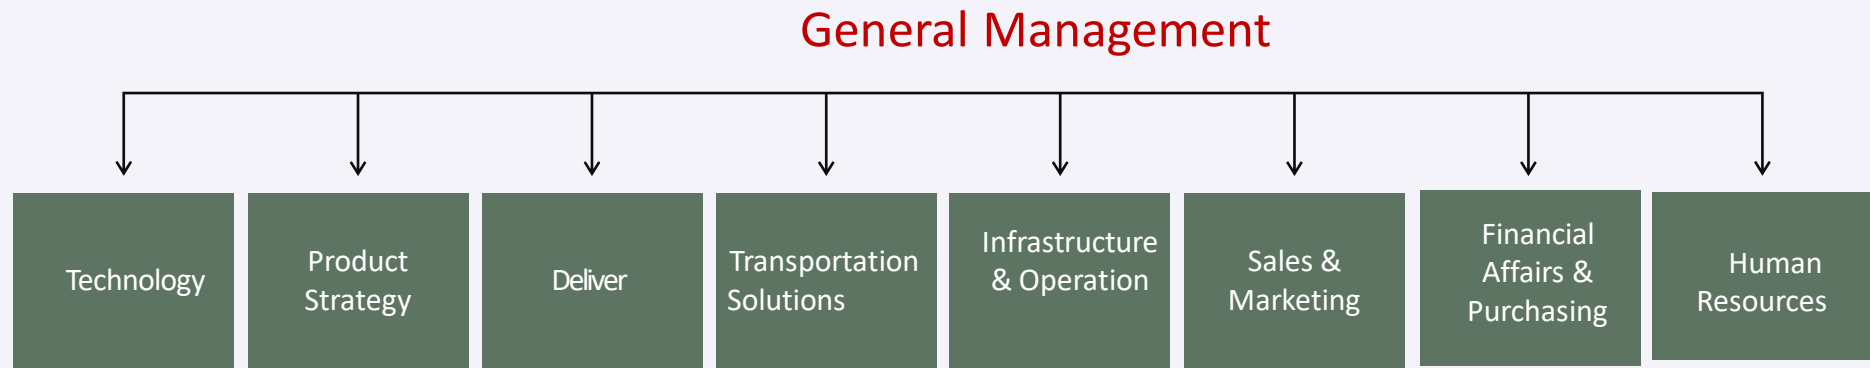 General Management
Technology
Product
Strategy
Deliver
Transportation
Solutions
Infrastructure
& Operation
Sales &
Marketing
Financial
Affairs &
Purchasing
Human
Resources